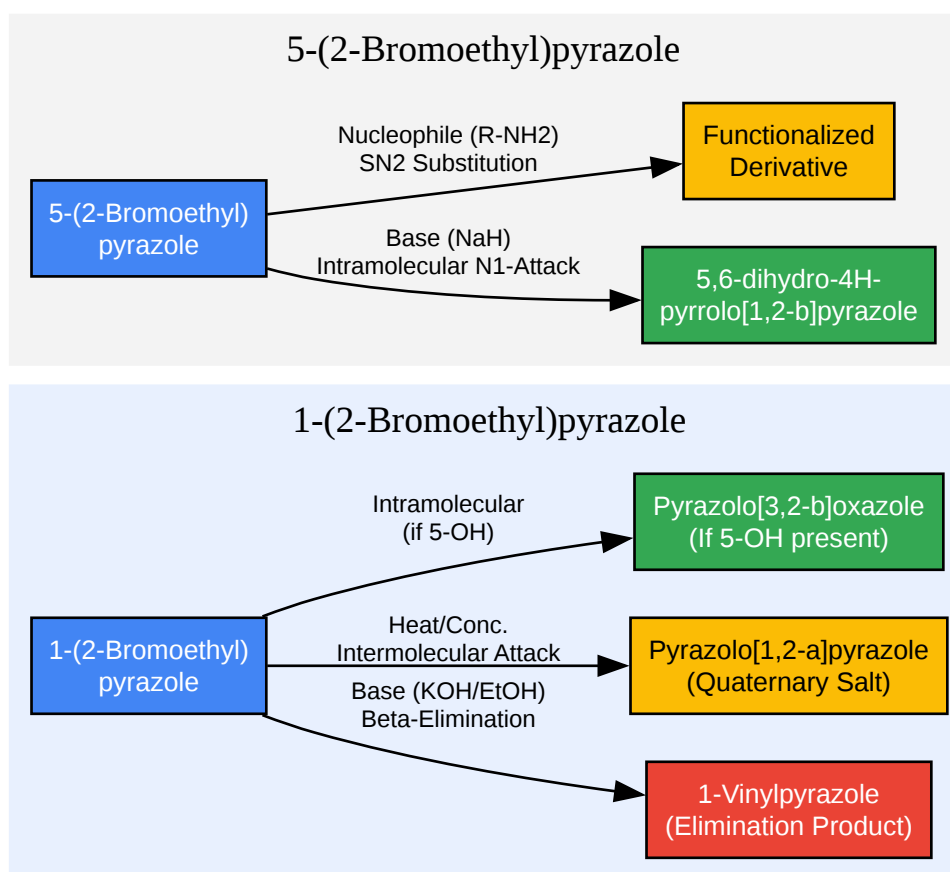 5-(2-Bromoethyl)pyrazole
Nucleophile (R-NH2)
SN2 Substitution
Functionalized
Derivative
5-(2-Bromoethyl)
pyrazole
Base (NaH)
Intramolecular N1-Attack
5,6-dihydro-4H-
pyrrolo[1,2-b]pyrazole
1-(2-Bromoethyl)pyrazole
Intramolecular
(if 5-OH)
Pyrazolo[3,2-b]oxazole
(If 5-OH present)
1-(2-Bromoethyl)
pyrazole
Heat/Conc.
Intermolecular Attack
Pyrazolo[1,2-a]pyrazole
(Quaternary Salt)
Base (KOH/EtOH)
Beta-Elimination
1-Vinylpyrazole
(Elimination Product)